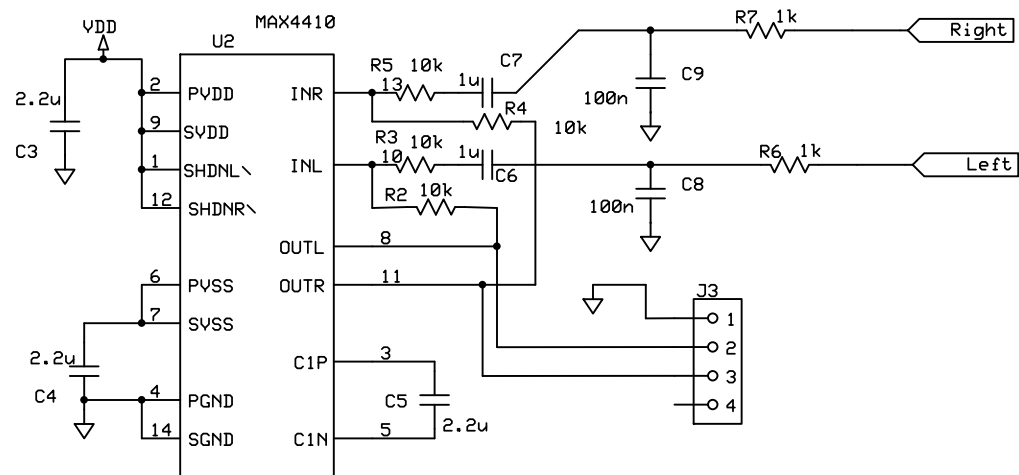 VDD
MAX4410
U2
R7 1k
Right
R5 10k
C7
1u
13
C9
2.2u
2
PVDD
INR
100n
R4
10k
9
SVDD
R3 10k
C3
1u
10
1
SHDNL\
INL
C6
R6 1k
Left
C8
R2 10k
100n
12
SHDNR\
8
OUTL
6
PVSS
11
OUTR
J3
7
SVSS
1
2
3
4
2.2u
3
C1P
C4
4
PGND
C5
2.2u
14
SGND
5
C1N